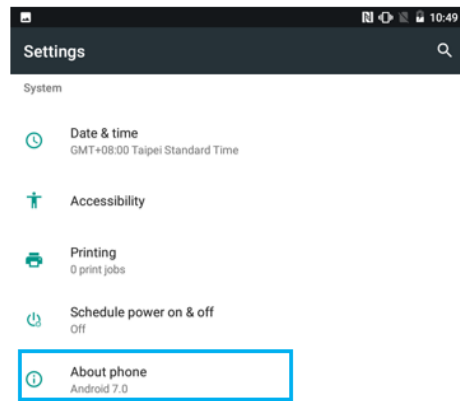 10:49
Settings
System
Date & time
GMT+08:00 Taipei Standard Time
Accessibility
Printing
0 print jobs
Schedule power on & off
Off
About phone
Android 7.0